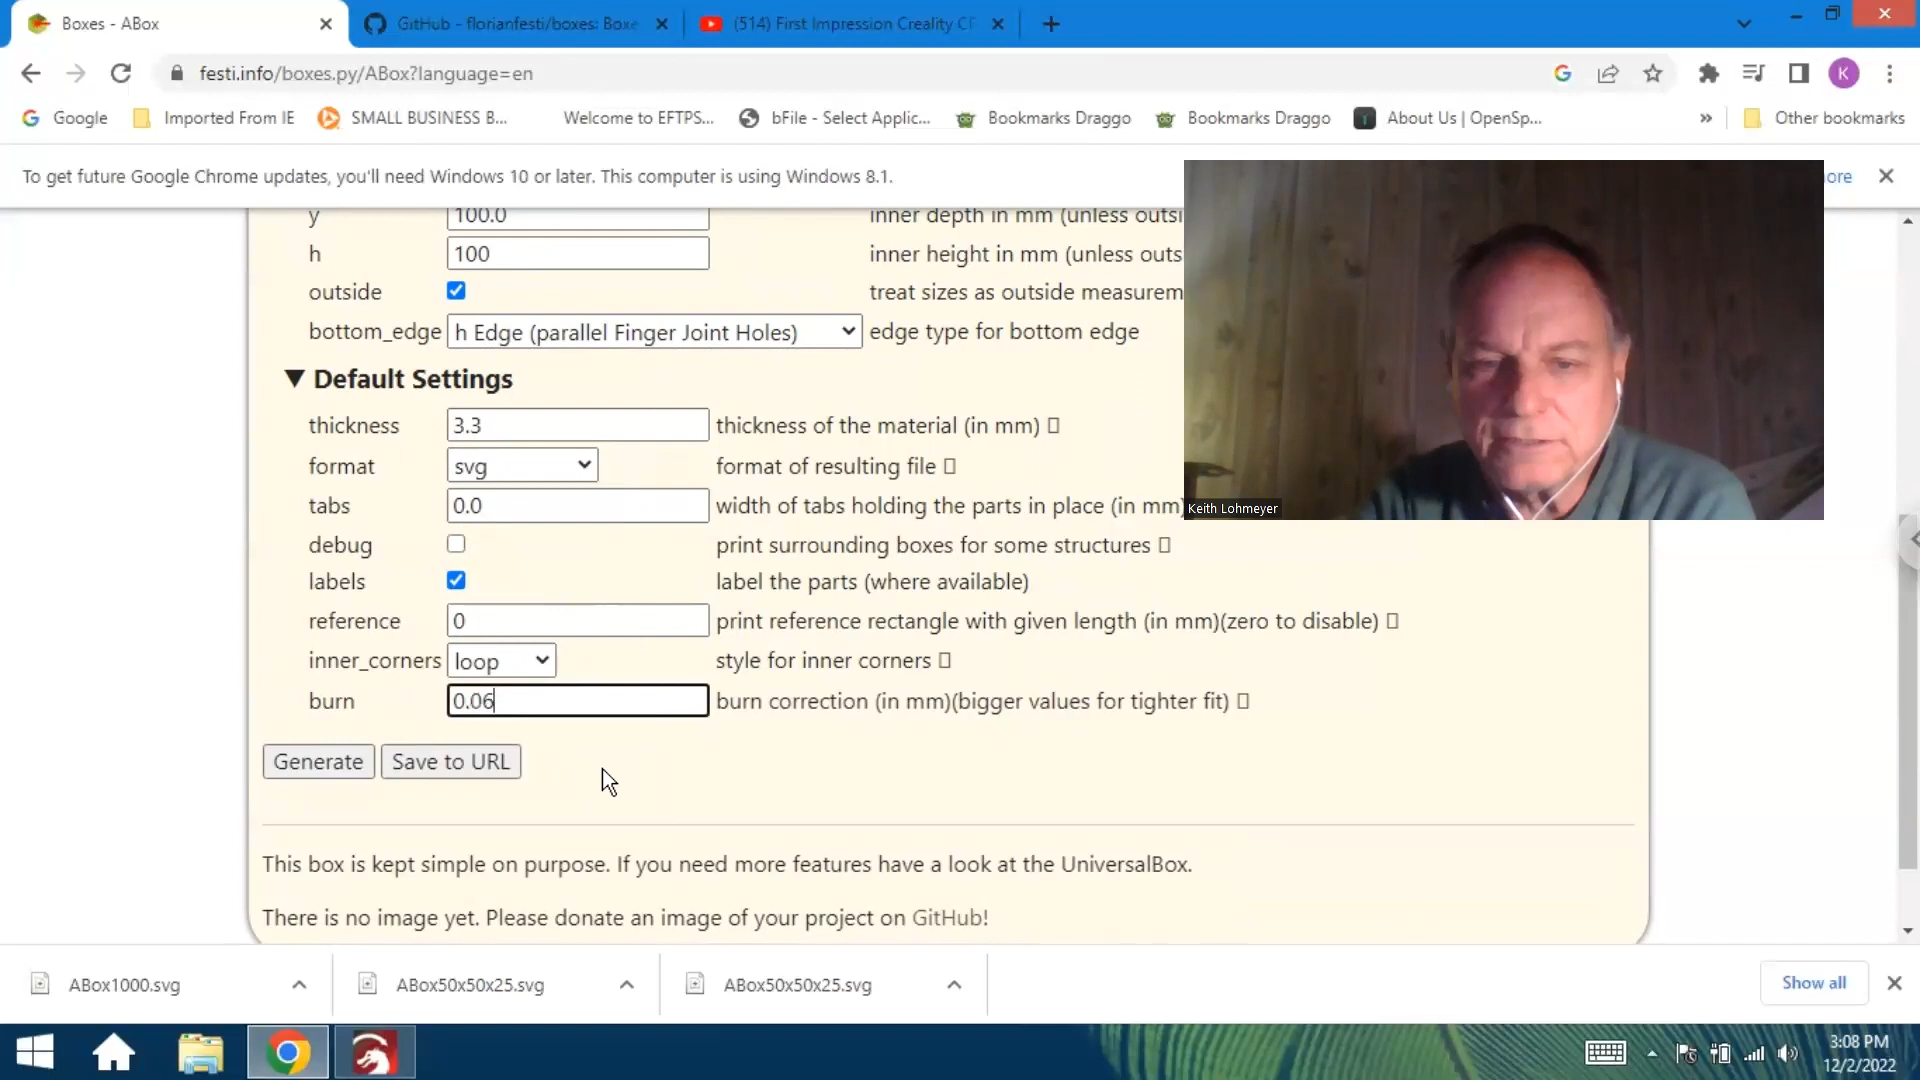 Boxes - ABox
GitHub - florianfesti/boxes: Boxe
(514) First Impression Creality CF
festi.info/boxes.py/ABox?language=en
K
Google
Imported From IE
SMALL BUSINESS B...
Welcome to EFTPS...
bFile - Select Applic...
Bookmarks Draggo
Bookmarks Draggo
About Us | OpenSp...
»
Other bookmarks
To get future Google Chrome updates, you'll need Windows 10 or later. This computer is using Windows 8.1.
ore
y 100.0 inner depth in mm (unless outsi
h 100 inner height in mm (unless outs
outside treat sizes as outside measurem
bottom_edge h Edge (parallel Finger Joint Holes) edge type for bottom edge
Default Settings
thickness 3.3 thickness of the material (in mm)
format svg format of resulting file
tabs 0.0 width of tabs holding the parts in place (in mm)
Keith Lohmeyer
debug print surrounding boxes for some structures
labels label the parts (where available)
reference 0 print reference rectangle with given length (in mm)(zero to disable)
inner_corners loop style for inner corners
burn 0.06 burn correction (in mm)(bigger values for tighter fit)
Generate Save to URL
This box is kept simple on purpose. If you need more features have a look at the UniversalBox.
There is no image yet. Please donate an image of your project on GitHub!
ABox1000.svg
ABox50x50x25.svg
ABox50x50x25.svg
Show all
3:08 PM
12/2/2022